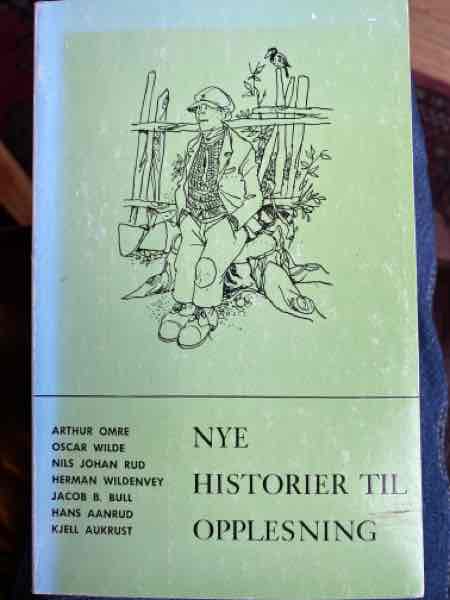 ARTHUR OMRE
OSCAR WILDE
NILS JOHAN RUD
HERMAN WILDENVEY
JACOB B. BULL
HANS AANRUD
KJELL AUKRUST
NYE
HISTORIER TIL
OPPLESNING